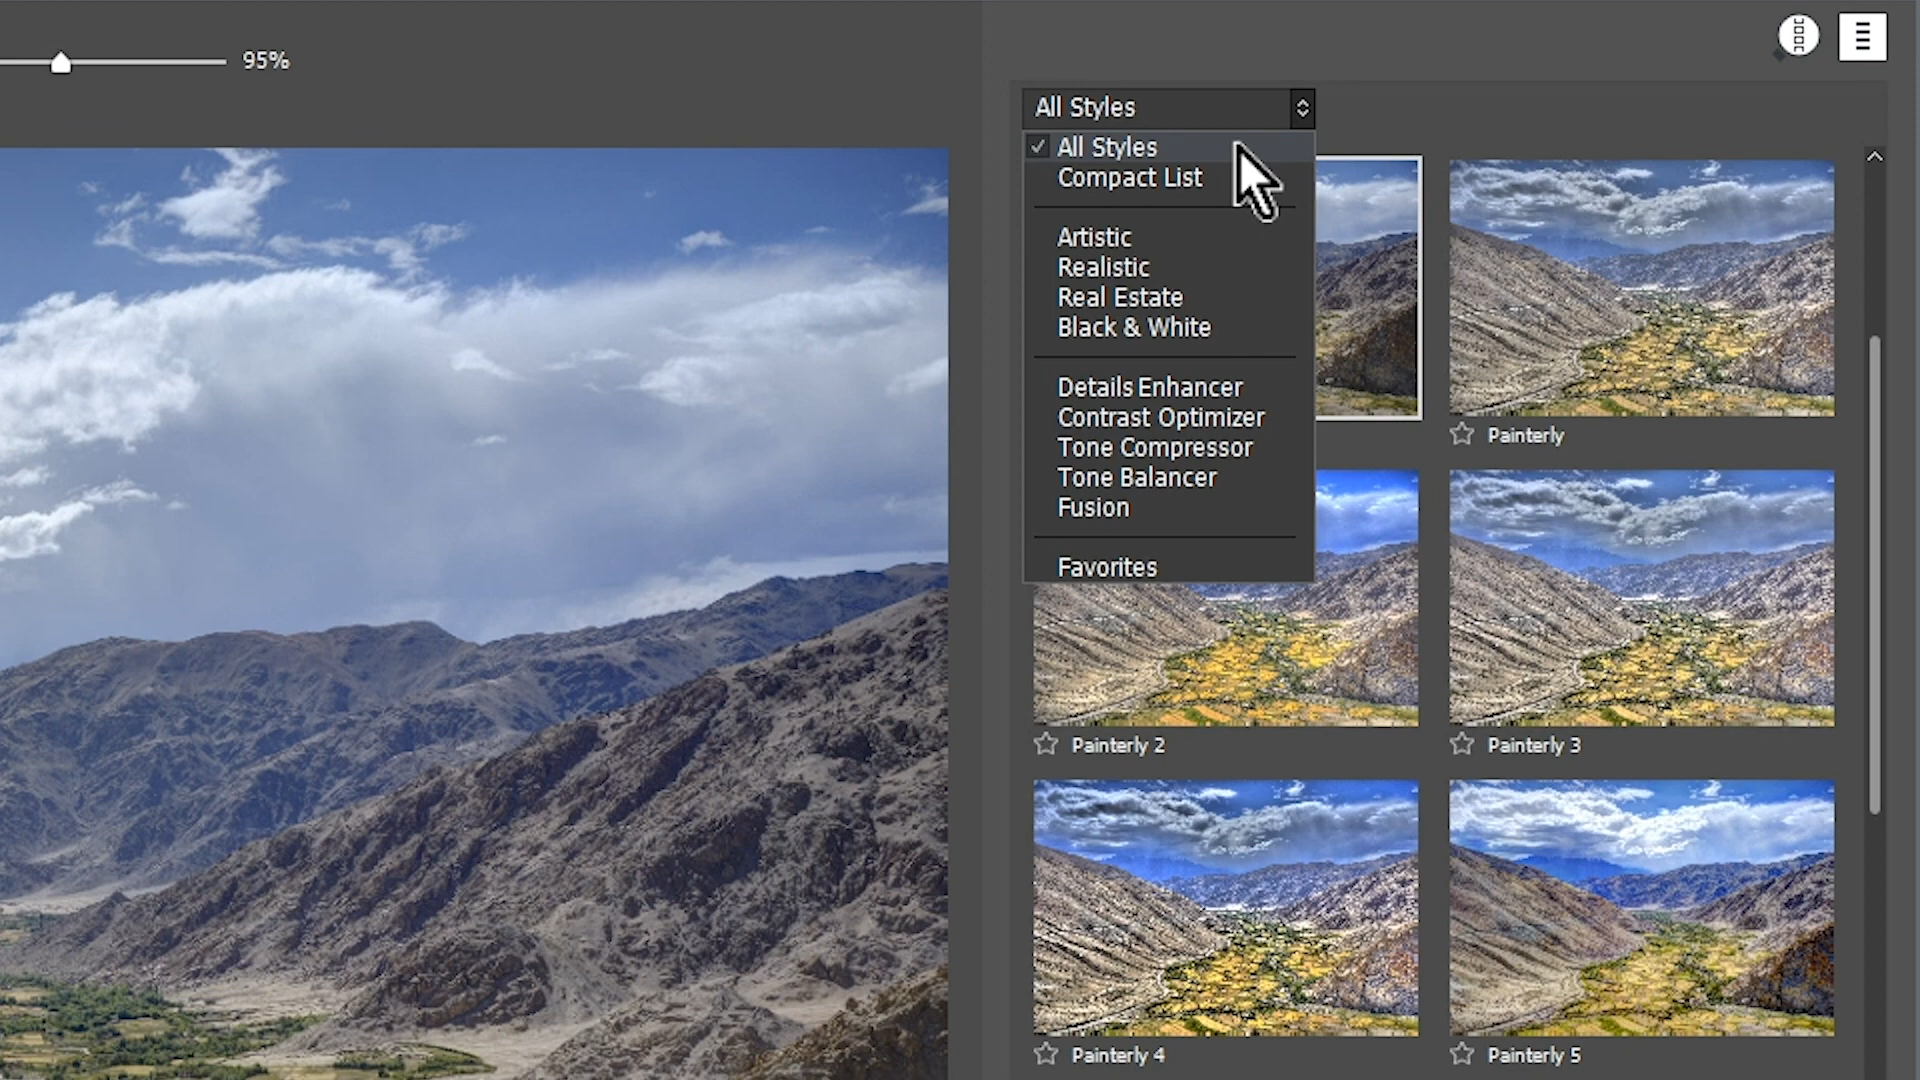 95%
All Styles
All Styles
Compact List
Artistic
Realistic
Real Estate
Black & White
Details Enhancer
Contrast Optimizer
Tone Compressor
Tone Balancer
Fusion
Favorites
Painterly
Painterly 2
Painterly 3
Painterly 4
Painterly 5